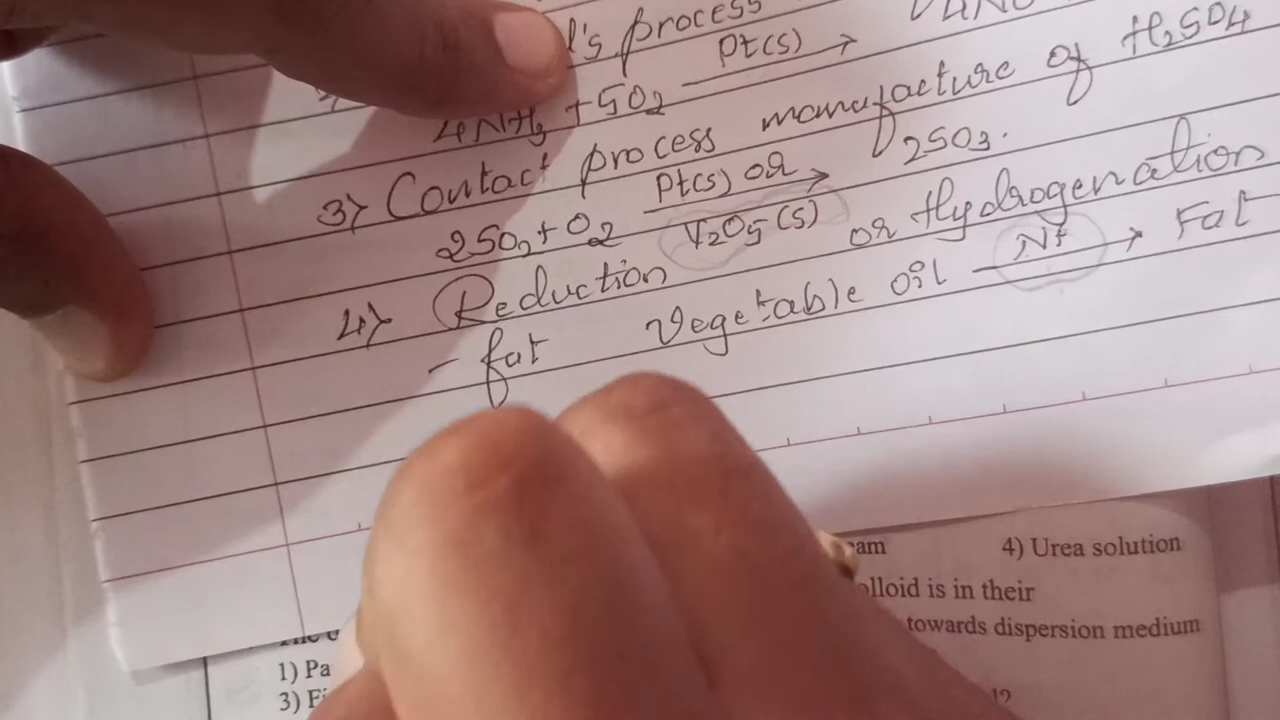 l's process
Pt(s)
4NH3 + 5O2 →
3) Contact process manufacture of H2SO4
2SO2 + O2 Pt(s) or → 2SO3.
V2O5(s)
4) Reduction or Hydrogenation
- fat Vegetable oil Ni → Fat
am 4) Urea solution
lloid is in their
towards dispersion medium
1) Pa
3) Fi